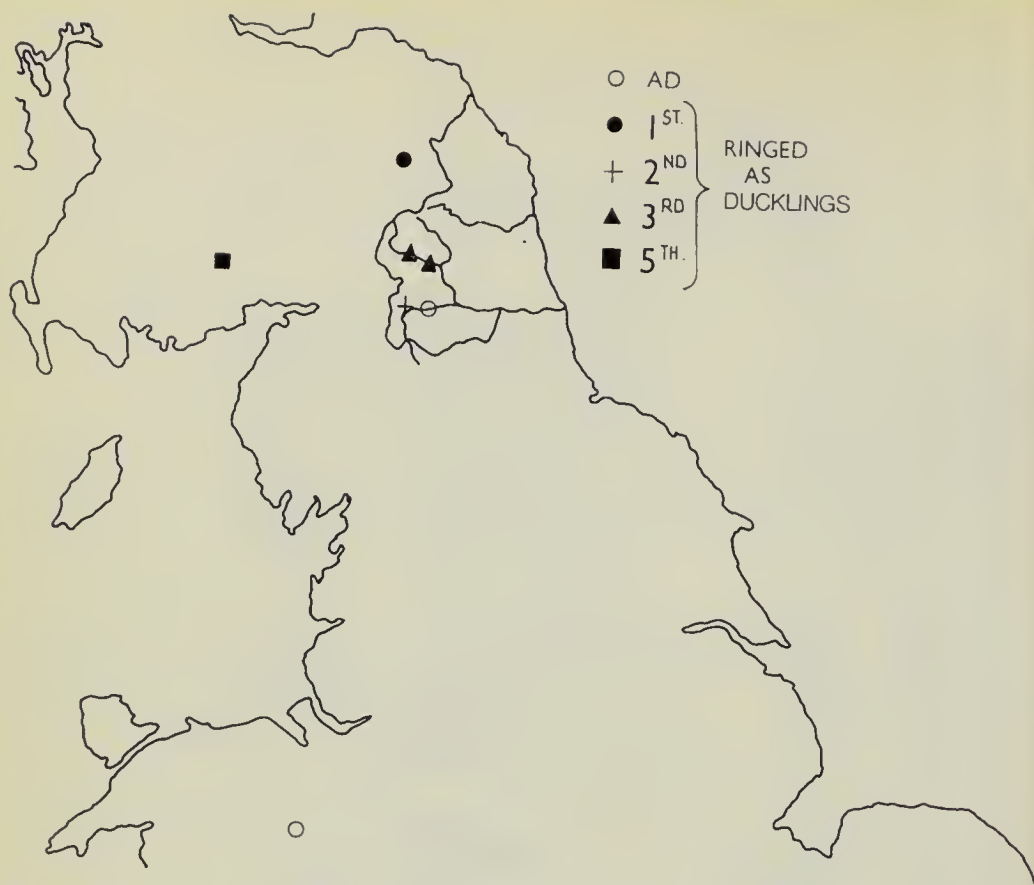 ○ AD
● 1ST.
+ 2ND
▲ 3RD
■ 5TH.
RINGED
AS
DUCKLINGS